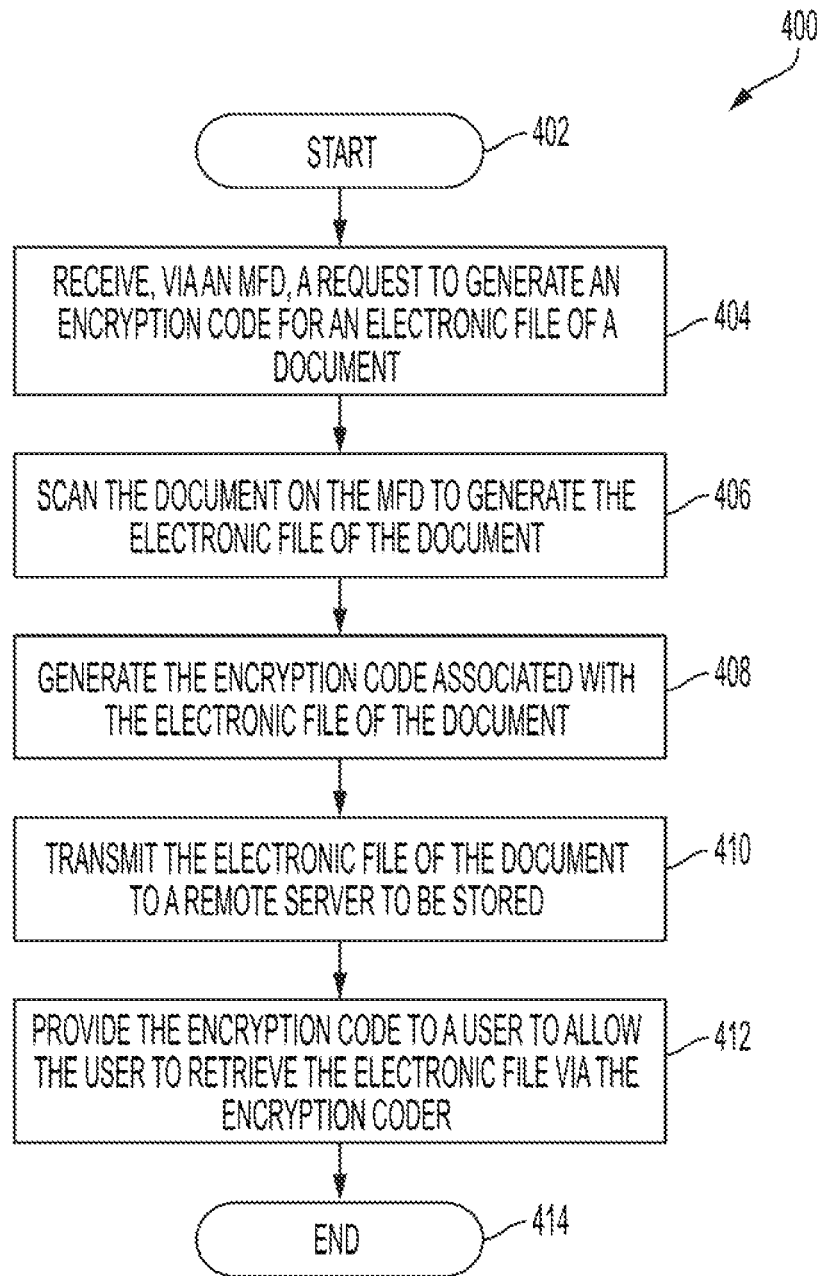 400
START
402
RECEIVE, VIA AN MFD, A REQUEST TO GENERATE AN
ENCRYPTION CODE FOR AN ELECTRONIC FILE OF A
DOCUMENT
404
SCAN THE DOCUMENT ON THE MFD TO GENERATE THE
ELECTRONIC FILE OF THE DOCUMENT
406
GENERATE THE ENCRYPTION CODE ASSOCIATED WITH
THE ELECTRONIC FILE OF THE DOCUMENT
408
TRANSMIT THE ELECTRONIC FILE OF THE DOCUMENT
TO A REMOTE SERVER TO BE STORED
410
PROVIDE THE ENCRYPTION CODE TO A USER TO ALLOW
THE USER TO RETRIEVE THE ELECTRONIC FILE VIA THE
ENCRYPTION CODER
412
END
414